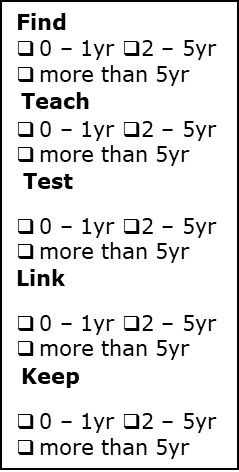 Find
❑ 0 – 1yr ❑2 – 5yr
❑ more than 5yr
Teach
❑ 0 – 1yr ❑2 – 5yr
❑ more than 5yr
Test
❑ 0 – 1yr ❑2 – 5yr
❑ more than 5yr
Link
❑ 0 – 1yr ❑2 – 5yr
❑ more than 5yr
Keep
❑ 0 – 1yr ❑2 – 5yr
❑ more than 5yr